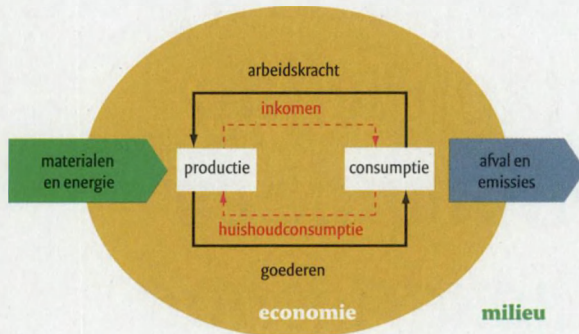 arbeidskracht
inkomen
materialen
en energie
productie
consumptie
afval en
emissies
huishoudconsumptie
goederen
economie
milieu